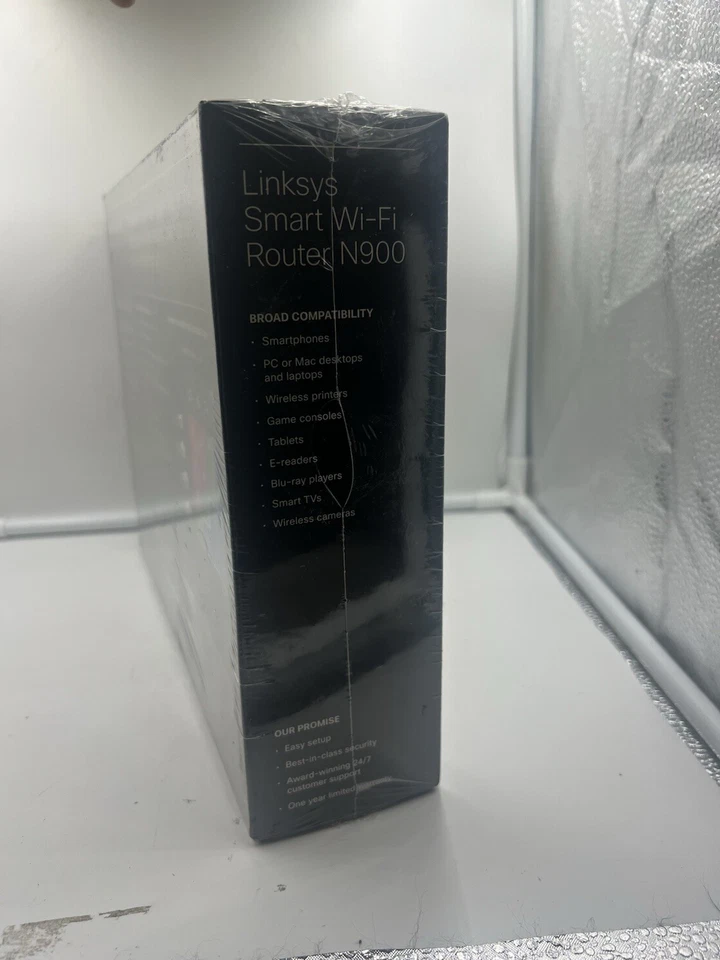 Linksys
Smart Wi-Fi
Router N900
BROAD COMPATIBILITY
• Smartphones
• PC or Mac desktops
and laptops
• Wireless printers
• Game consoles
• Tablets
• E-readers
• Blu-ray players
• Smart TVs
• Wireless cameras
OUR PROMISE
• Easy setup
• Best-in-class security
• Award-winning 24/7
customer support
• One year limited